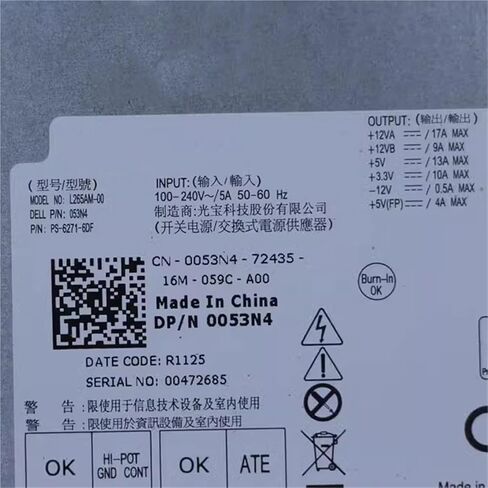 OUTPUT: (输出/輸出)
+12VA ⎓ / 17A MAX
+12VB ⎓ / 9A MAX
+5V ⎓ / 13A MAX
+3.3V ⎓ / 10A MAX
-12V ⎓ / 0.5A MAX
+5V(FP) ⎓ / 4A MAX
(型号/型號)
MODEL NO: L265AM-00
DELL P/N: 053N4
P/N: PS-6271-6DF
INPUT: (输入/輸入)
100-240V~/5A 50-60 Hz
制造商: 光宝科技股份有限公司
(开关电源/交換式電源供應器)
CN - 0053N4 - 72435 -
16M - 059C - A00
Made In China
DP/N 0053N4
Burn-In
OK
DATE CODE: R1125
SERIAL NO: 00472685
警 告 :限使用于信息技术设备及室内使用
警 告 :限使用於資訊設備及室內使用
OK
HI-POT
GND CONT
OK
ATE
Made in